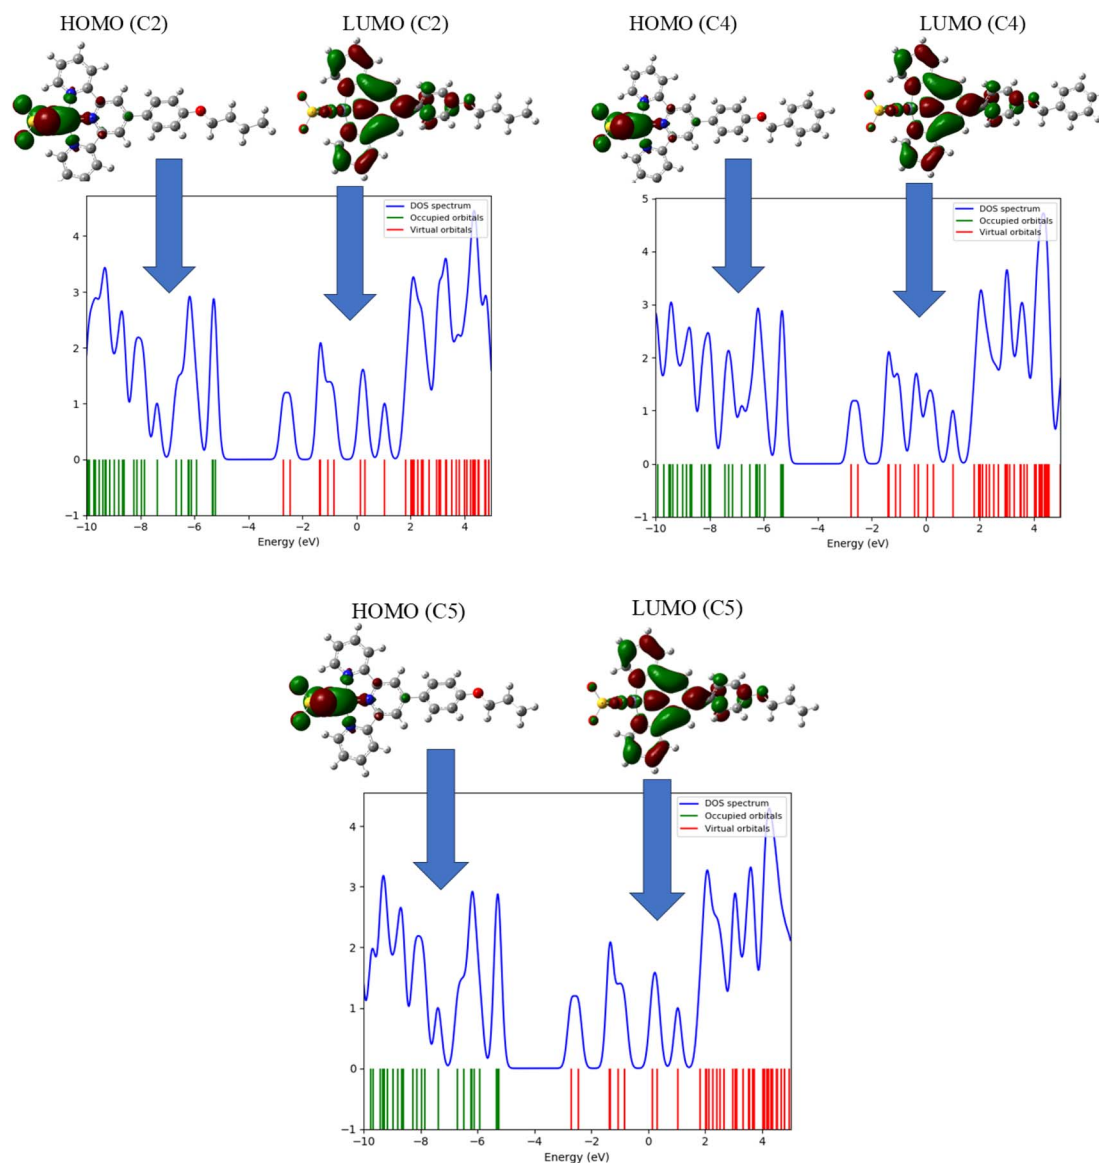 HOMO (C2)
LUMO (C2)
HOMO (C4)
LUMO (C4)
DOS spectrum
Occupied orbitals
Virtual orbitals
4
3
2
1
0
−1
−10
−8
−6
−4
−2
0
2
4
Energy (eV)
DOS spectrum
Occupied orbitals
Virtual orbitals
5
4
3
2
1
0
−1
−10
−8
−6
−4
−2
0
2
4
Energy (eV)
HOMO (C5)
LUMO (C5)
DOS spectrum
Occupied orbitals
Virtual orbitals
4
3
2
1
0
−1
−10
−8
−6
−4
−2
0
2
4
Energy (eV)